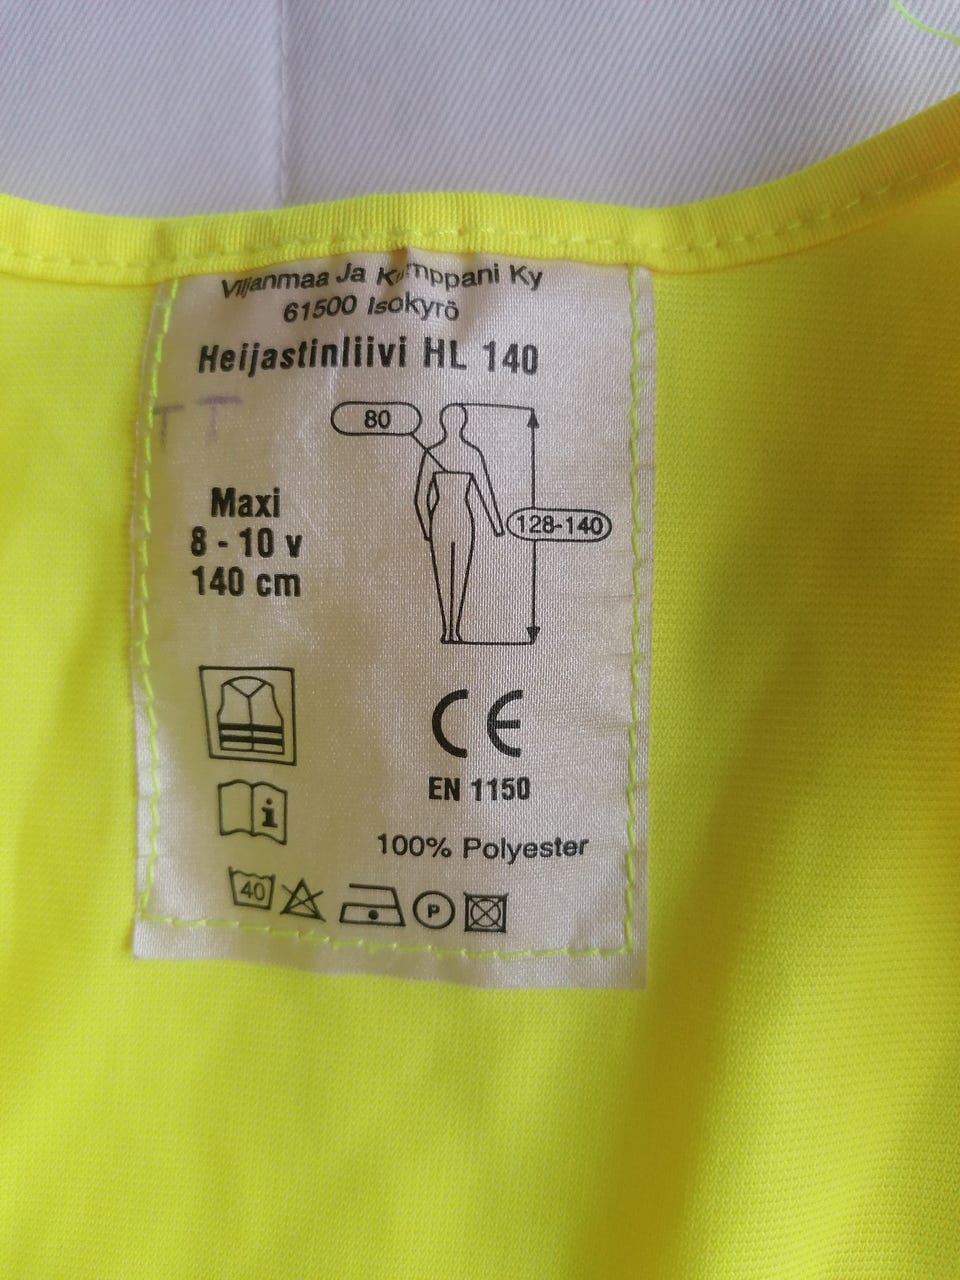 Viljanmaa Ja Kumppani Ky
61500 Isokyrö
Heijastinliivi HL 140
T T
80
128-140
Maxi
8 - 10 v
140 cm
CE
EN 1150
100% Polyester
40
P